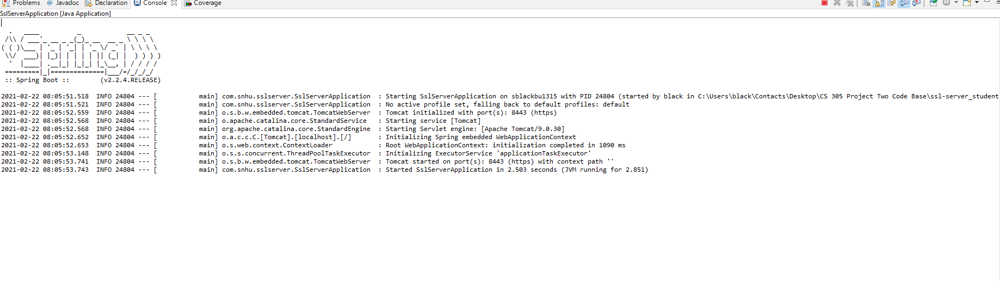 Problems @ Javadoc Declaration Console Coverage
SslServerApplication [Java Application]
  .   ____          _            __ _ _
 /\\ / ___'_ __ _ _(_)_ __  __ _ \ \ \ \
( ( )\___ | '_ | '_| | '_ \/ _` | \ \ \ \
 \\/  ___)| |_)| | | | | || (_| |  ) ) ) )
  '  |____| .__|_| |_|_| |_\__, | / / / /
 =========|_|==============|___/=/_/_/_/
 :: Spring Boot ::        (v2.2.4.RELEASE)
2021-02-22 08:05:51.518  INFO 24804 --- [           main] com.snhu.sslserver.SslServerApplication  : Starting SslServerApplication on sblackbu1315 with PID 24804 (started by black in C:\Users\black\Contacts\Desktop\CS 305 Project Two Code Base\ssl-server_student
2021-02-22 08:05:51.521  INFO 24804 --- [           main] com.snhu.sslserver.SslServerApplication  : No active profile set, falling back to default profiles: default
2021-02-22 08:05:52.559  INFO 24804 --- [           main] o.s.b.w.embedded.tomcat.TomcatWebServer  : Tomcat initialized with port(s): 8443 (https)
2021-02-22 08:05:52.568  INFO 24804 --- [           main] o.apache.catalina.core.StandardService   : Starting service [Tomcat]
2021-02-22 08:05:52.568  INFO 24804 --- [           main] org.apache.catalina.core.StandardEngine  : Starting Servlet engine: [Apache Tomcat/9.0.30]
2021-02-22 08:05:52.652  INFO 24804 --- [           main] o.a.c.c.C.[Tomcat].[localhost].[/]       : Initializing Spring embedded WebApplicationContext
2021-02-22 08:05:52.653  INFO 24804 --- [           main] o.s.web.context.ContextLoader            : Root WebApplicationContext: initialization completed in 1090 ms
2021-02-22 08:05:53.148  INFO 24804 --- [           main] o.s.s.concurrent.ThreadPoolTaskExecutor  : Initializing ExecutorService 'applicationTaskExecutor'
2021-02-22 08:05:53.741  INFO 24804 --- [           main] o.s.b.w.embedded.tomcat.TomcatWebServer  : Tomcat started on port(s): 8443 (https) with context path ''
2021-02-22 08:05:53.743  INFO 24804 --- [           main] com.snhu.sslserver.SslServerApplication  : Started SslServerApplication in 2.503 seconds (JVM running for 2.851)